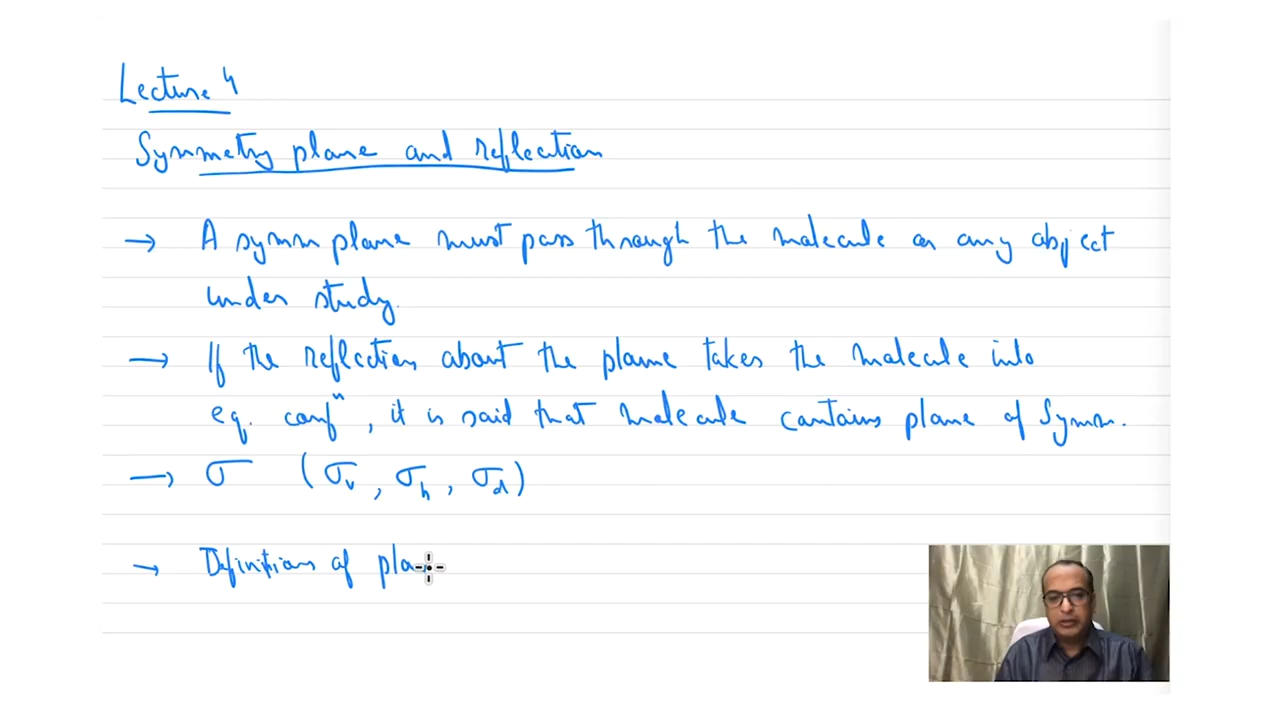 Lecture 4
Symmetry plane and reflection
→ A symm plane must pass through the molecule or any object
under study.
→ If the reflection about the plane takes the molecule into
eq. confⁿ, it is said that molecule contains plane of Symm.
→ σ (σv, σh, σd)
→ Definitions of pla